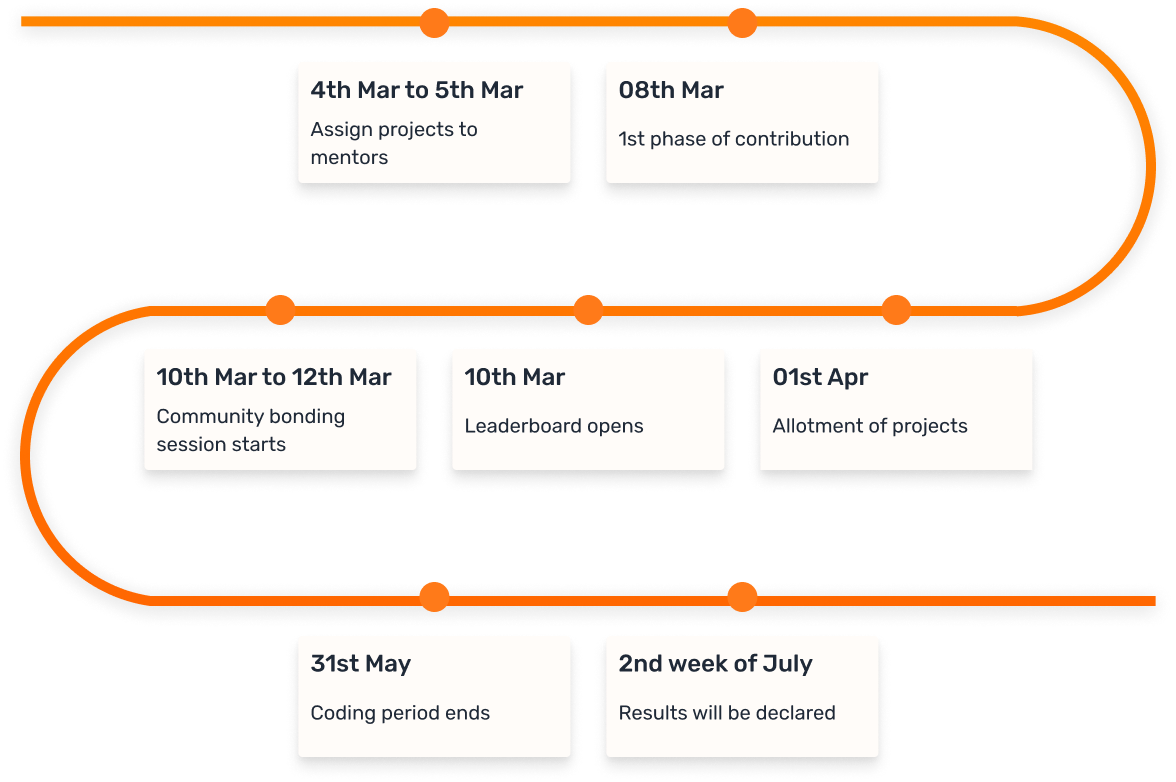 4th Mar to 5th Mar
Assign projects to
mentors
08th Mar
1st phase of contribution
10th Mar to 12th Mar
Community bonding
session starts
10th Mar
Leaderboard opens
01st Apr
Allotment of projects
31st May
Coding period ends
2nd week of July
Results will be declared